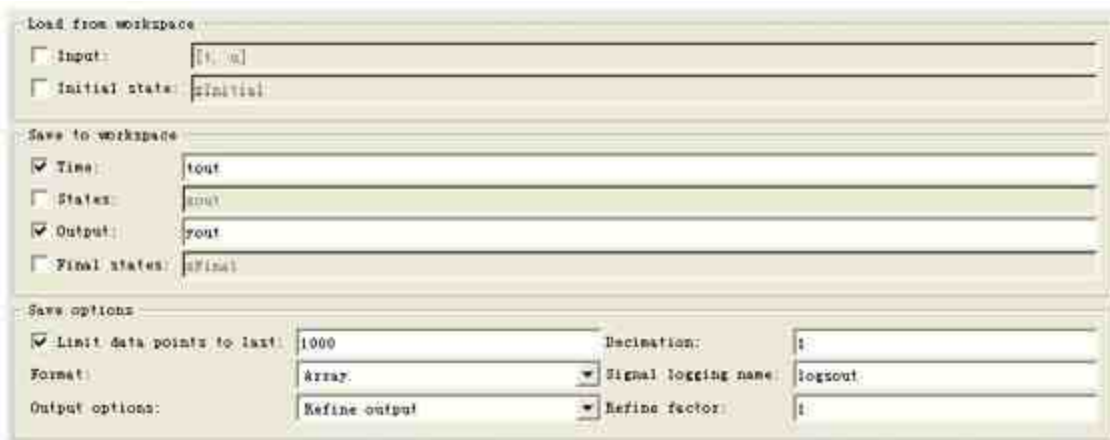 Load from workspace
Input: [t, u]
Initial state: xInitial
Save to workspace
Time: tout
States: xout
Output: yout
Final states: xFinal
Save options
Limit data points to last: 1000 Decimation: 1
Format: Array Signal logging name: logsout
Output options: Refine output Refine factor: 1